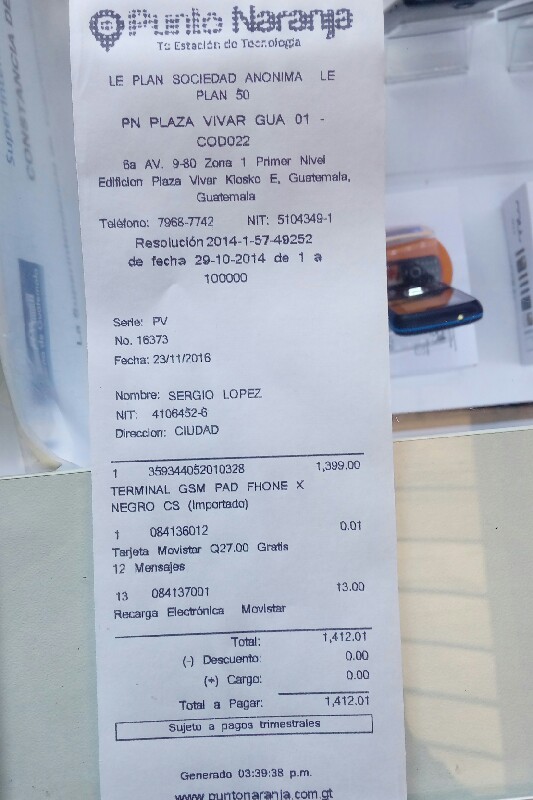 Punto Naranja
Tu Estación de Tecnología
LE PLAN SOCIEDAD ANONIMA LE
PLAN 50
PN PLAZA VIVAR GUA 01 -
COD022
6a AV. 9-80 Zona 1 Primer Nivel
Edificion Plaza Vivar Kiosko E, Guatemala,
Guatemala
Teléfono: 7968-7742 NIT: 5104349-1
Resolución 2014-1-57-49252
de fecha 29-10-2014 de 1 a
100000
Serie: PV
No. 16373
Fecha: 23/11/2016
Nombre: SERGIO LOPEZ
NIT: 4106452-6
Direccion: CIUDAD
1 359344052010328 1,399.00
TERMINAL GSM PAD FHONE X
NEGRO CS (Importado)
1 084136012 0.01
Tarjeta Movistar Q27.00 Gratis
12 Mensajes
13 084137001 13.00
Recarga Electrónica Movistar
Total: 1,412.01
(-) Descuento: 0.00
(+) Cargo: 0.00
Total a Pagar: 1,412.01
Sujeto a pagos trimestrales
Generado 03:39:38 p.m.
www.puntonaranja.com.gt
CONSTANCIA DE